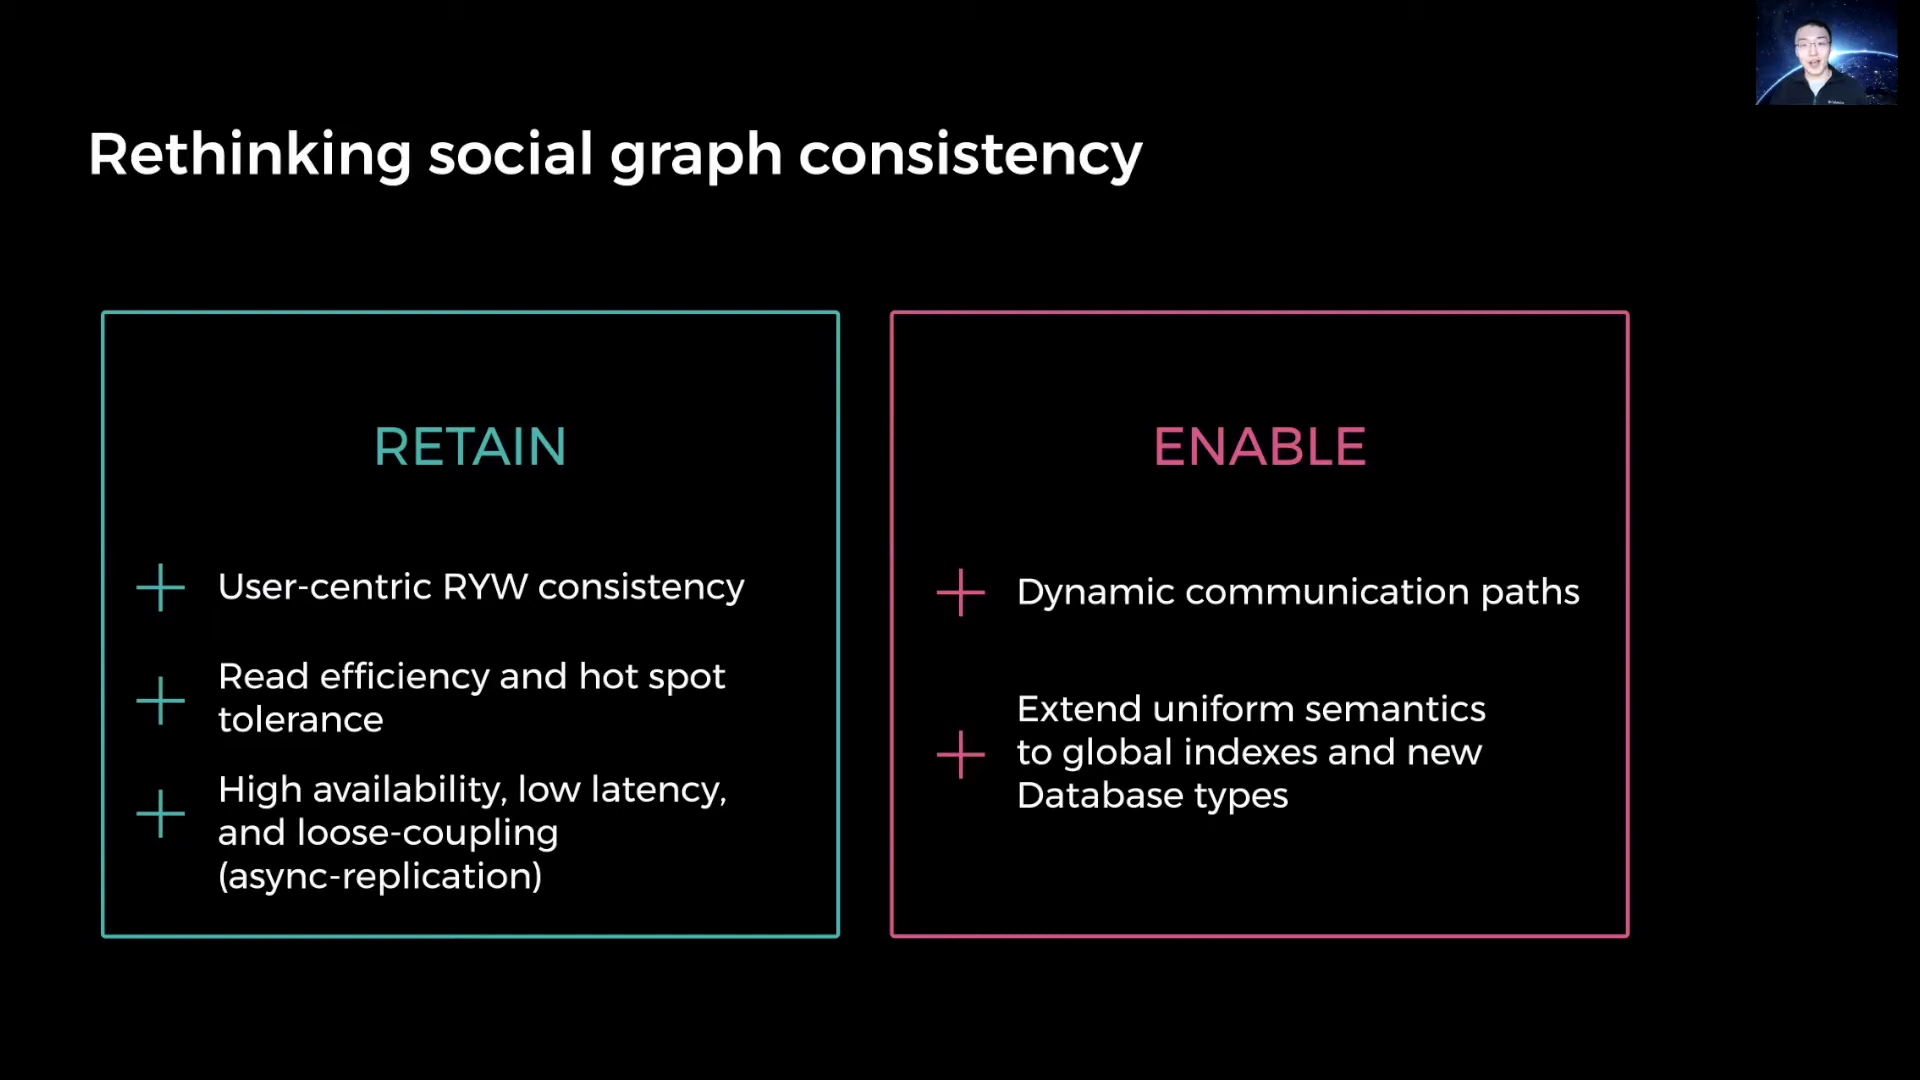 Rethinking social graph consistency
RETAIN
User-centric RYW consistency
Read efficiency and hot spot
tolerance
High availability, low latency,
and loose-coupling
(async-replication)
ENABLE
Dynamic communication paths
Extend uniform semantics
to global indexes and new
Database types